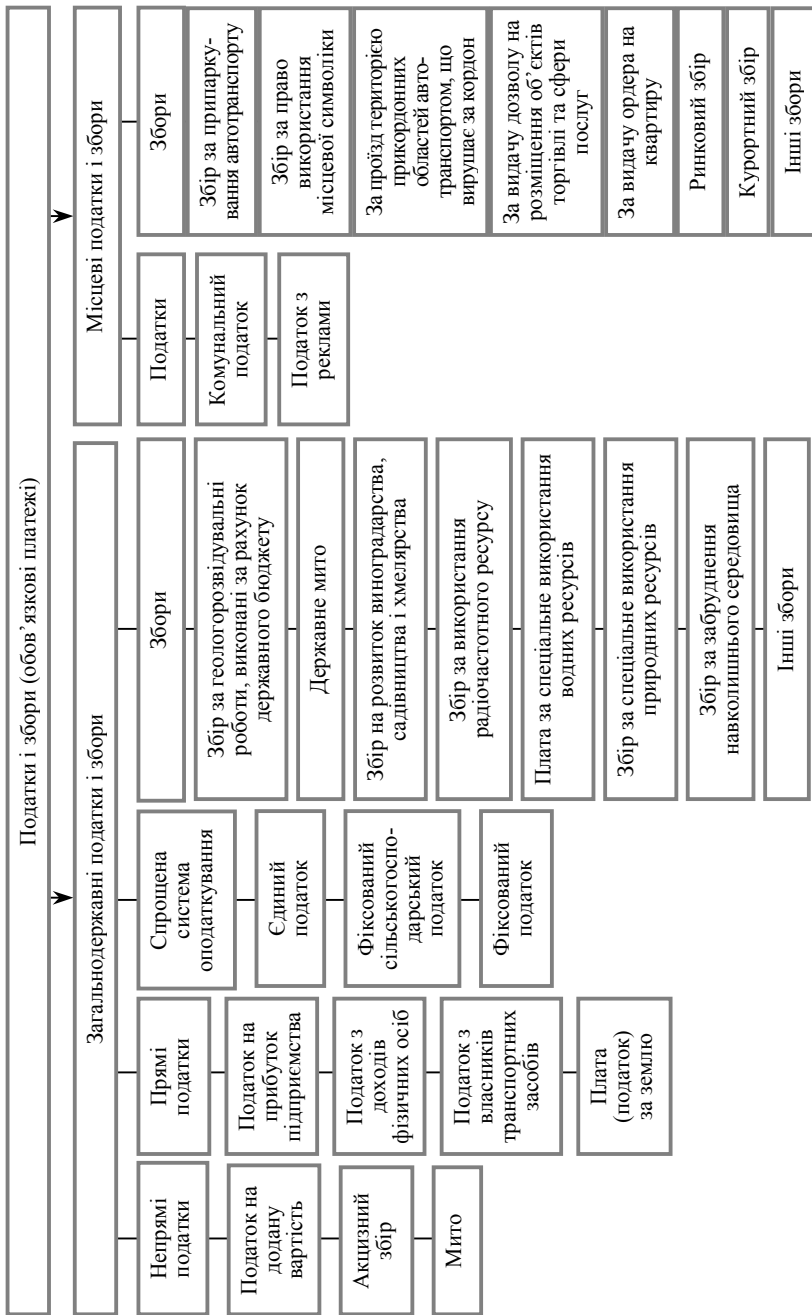 Податки і збори (обов’язкові платежі)
Загальнодержавні податки і збори
Непрямі
податки
Податок на
додану
вартість
Акцизний
збір
Мито
Прямі
податки
Податок на
прибуток
підприємства
Податок з
доходів
фізичних осіб
Податок з
власників
транспортних
засобів
Плата
(податок)
за землю
Спрощена
система
оподаткування
Єдиний
податок
Фіксований
сільськогоспо-
дарський
податок
Фіксований
податок
Збори
Збір за геологорозвідувальні
роботи, виконані за рахунок
державного бюджету
Державне мито
Збір на розвиток виноградарства,
садівництва і хмелярства
Збір за використання
радіочастотного ресурсу
Плата за спеціальне використання
водних ресурсів
Збір за спеціальне використання
природних ресурсів
Збір за забруднення
навколишнього середовища
Інші збори
Місцеві податки і збори
Податки
Комунальний
податок
Податок з
реклами
Збори
Збір за припарку-
вання автотранспорту
Збір за право
використання
місцевої символіки
За проїзд територією
прикордонних
областей авто-
транспортом, що
вирушає за кордон
За видачу дозволу на
розміщення об’єктів
торгівлі та сфери
послуг
За видачу ордера на
квартиру
Ринковий збір
Курортний збір
Інші збори